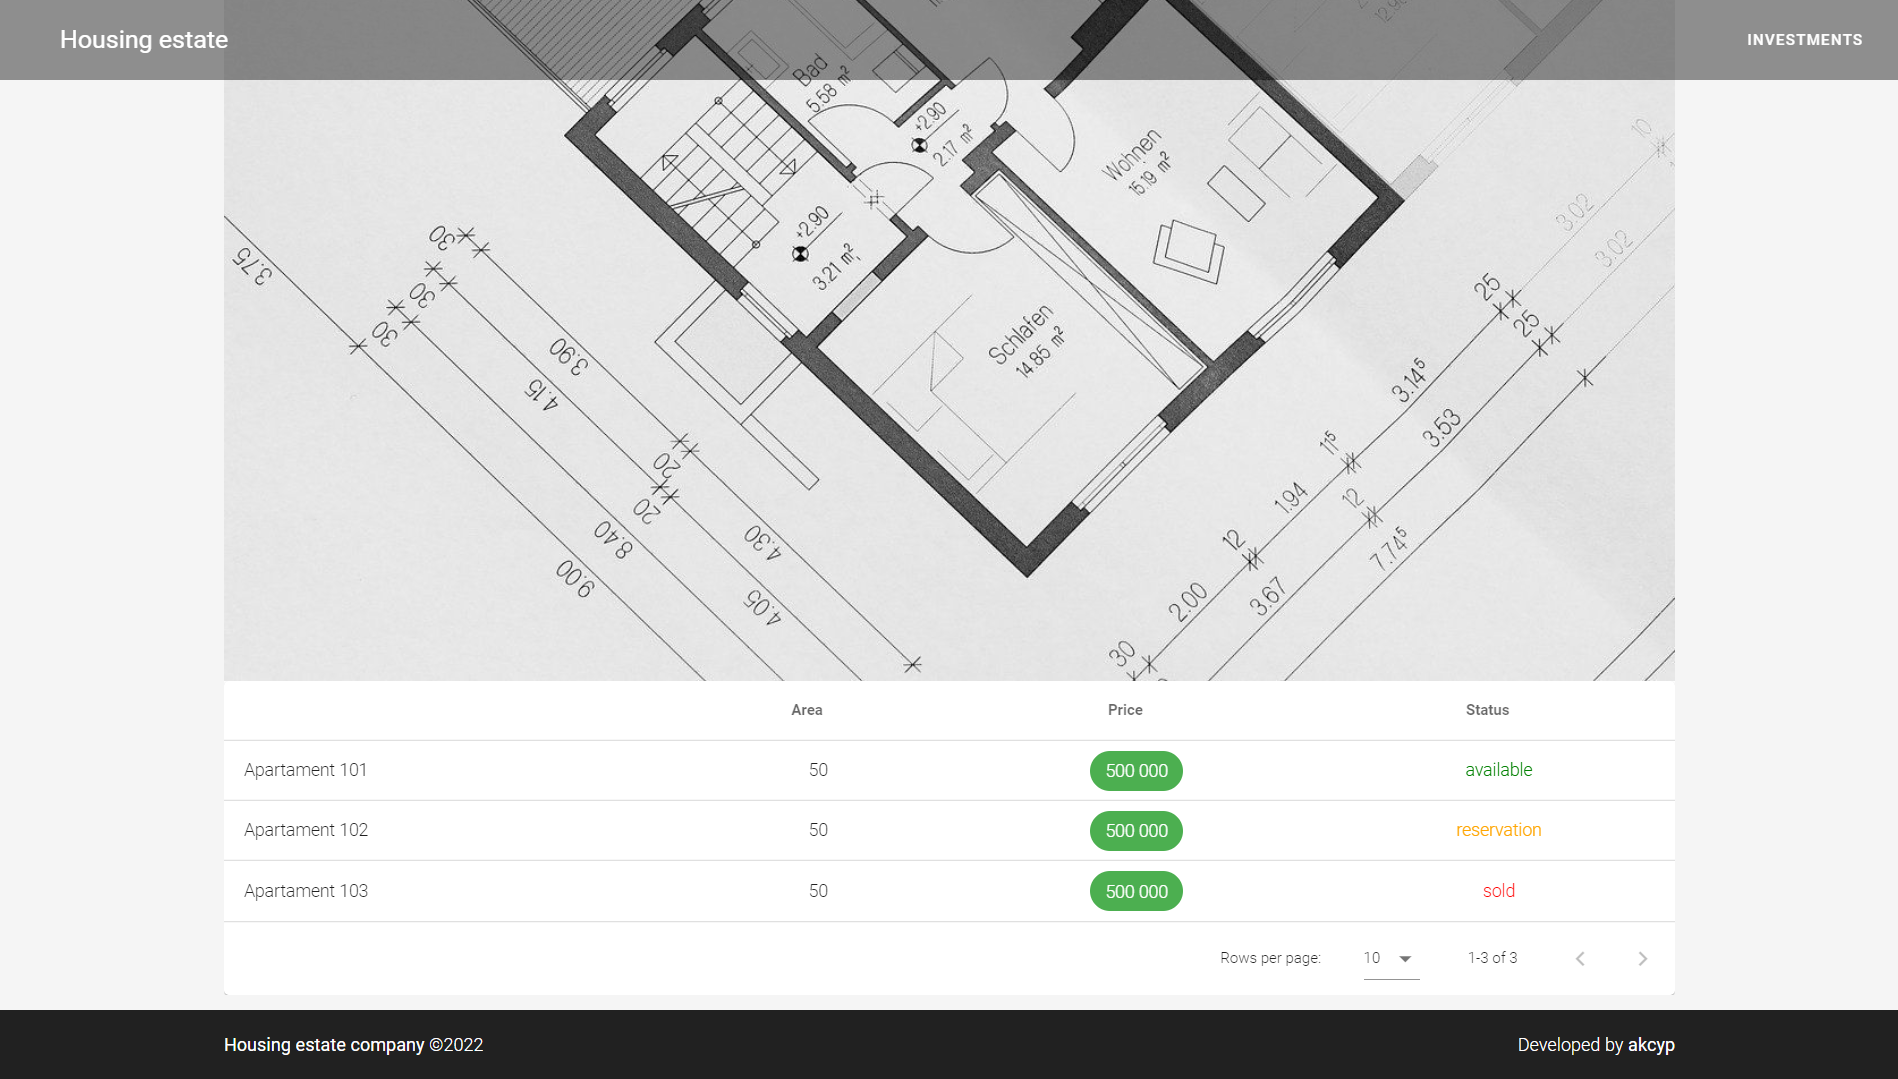 Housing estate
INVESTMENTS
Bad
5.58 m²
+2.90
2.17 m²
Wohnen
15.19 m²
+2.90
3.21 m²
Schlafen
14.85 m²
3.75
30
30
30
3.90
4.15
20
20
8.40
9.00
4.30
4.05
10
3.02
3.02
25
25
3.14⁵
3.53
11⁵
12
1.94
12
7.74⁵
2.00
3.67
30
Area Price Status
Apartament 101 50 500 000 available
Apartament 102 50 500 000 reservation
Apartament 103 50 500 000 sold
Rows per page: 10 1-3 of 3
Housing estate company ©2022
Developed by akcyp